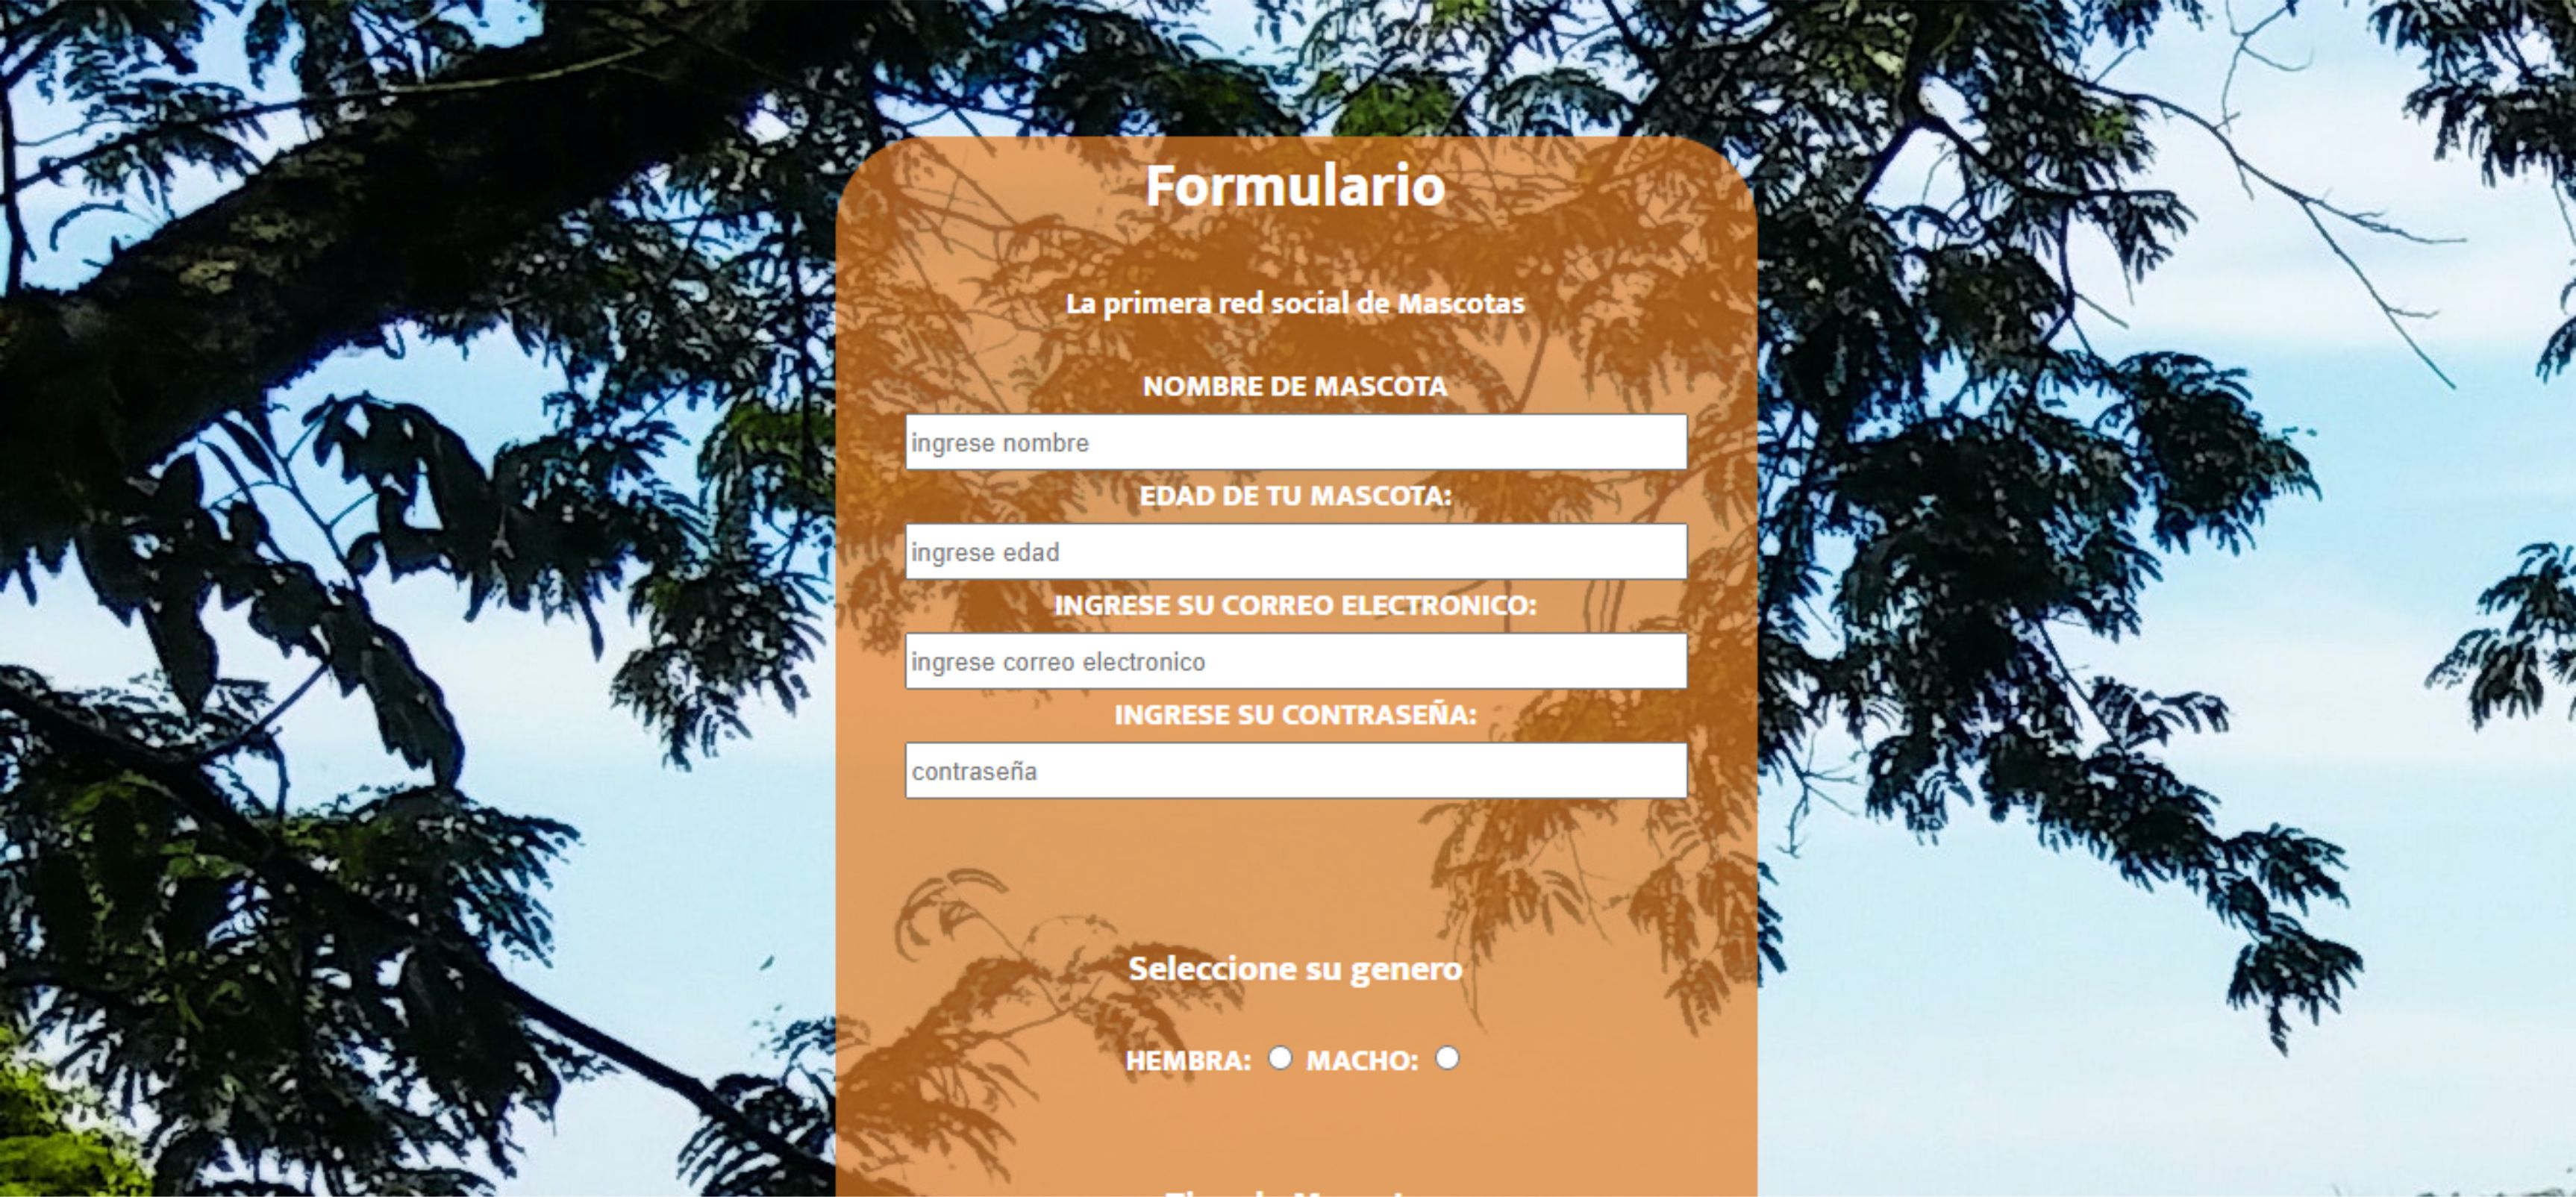 Formulario
La primera red social de Mascotas
NOMBRE DE MASCOTA
ingrese nombre
EDAD DE TU MASCOTA:
ingrese edad
INGRESE SU CORREO ELECTRONICO:
ingrese correo electronico
INGRESE SU CONTRASEÑA:
contraseña
Seleccione su genero
HEMBRA: MACHO: